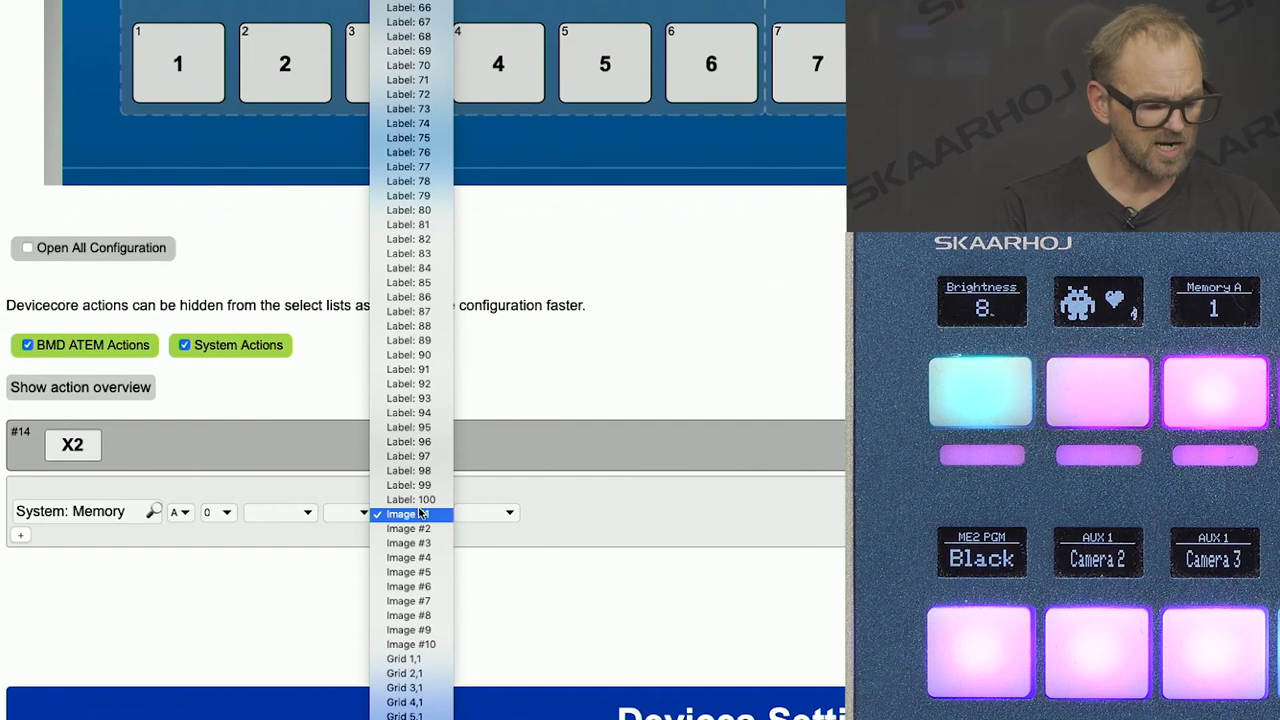 1 1
2 2
3
4 4
5 5
6 6
7 7
Label: 66
Label: 67
Label: 68
Label: 69
Label: 70
Label: 71
Label: 72
Label: 73
Label: 74
Label: 75
Label: 76
Label: 77
Label: 78
Label: 79
Label: 80
Label: 81
Label: 82
Label: 83
Label: 84
Label: 85
Label: 86
Label: 87
Label: 88
Label: 89
Label: 90
Label: 91
Label: 92
Label: 93
Label: 94
Label: 95
Label: 96
Label: 97
Label: 98
Label: 99
Label: 100
Image
Image #2
Image #3
Image #4
Image #5
Image #6
Image #7
Image #8
Image #9
Image #10
Grid 1,1
Grid 2,1
Grid 3,1
Grid 4,1
Grid 5,1
Open All Configuration
Devicecore actions can be hidden from the select lists as configuration faster.
BMD ATEM Actions
System Actions
Show action overview
#14
X2
System: Memory A 0
+
Devices
SKAARHOJ
SKAARHOJ
SKAARHOJ
Brightness
8
Memory A
1
ME2 PGM
Black
AUX 1
Camera 2
AUX 1
Camera 3